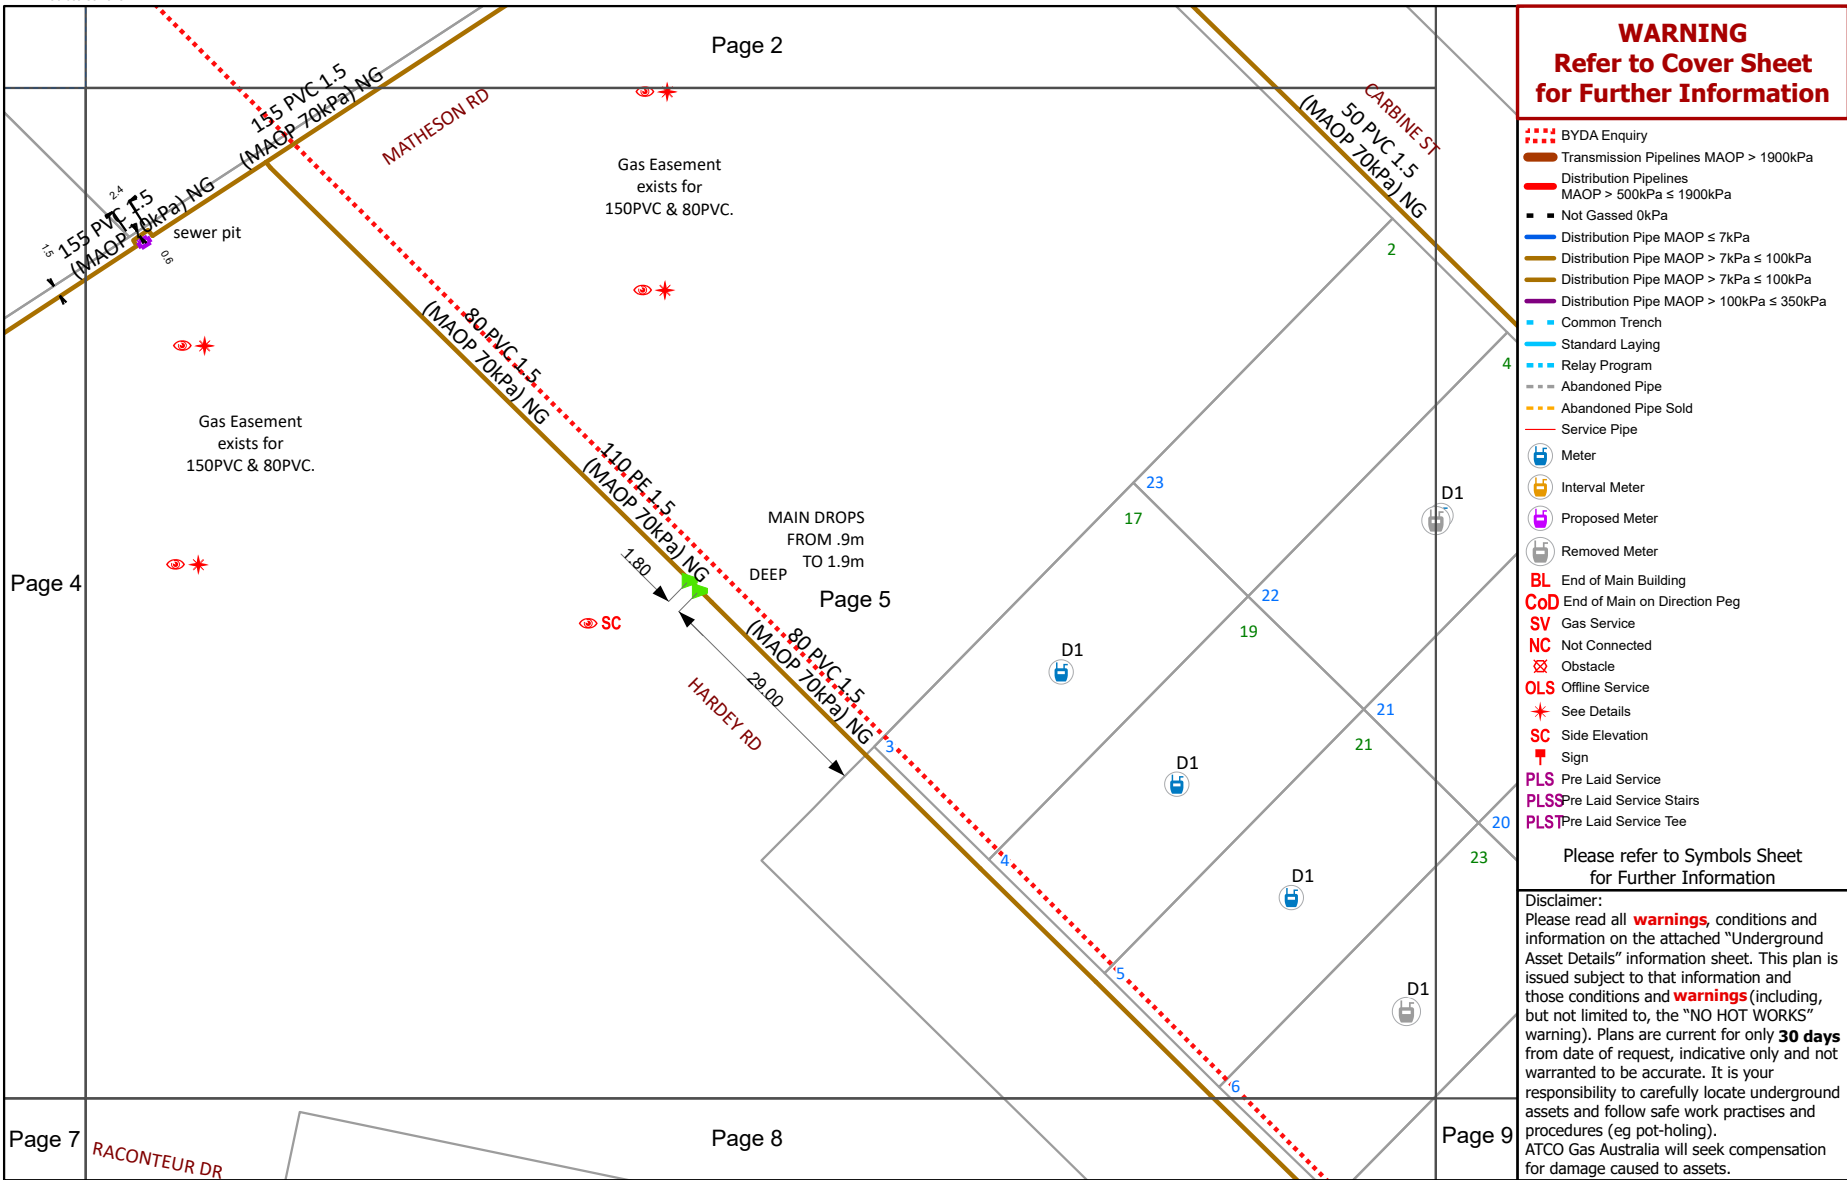 Page 2
155 PVC 1.5
(MAOP 70kPa) NG
MATHESON RD
CARBINE ST
50 PVC 1.5
(MAOP 70kPa) NG
Gas Easement
exists for
150PVC & 80PVC.
2.4
155 PVC 1.5
(MAOP 70kPa) NG
sewer pit
1.5
0.6
2
4
80 PVC 1.5
(MAOP 70kPa) NG
Gas Easement
exists for
150PVC & 80PVC.
110 PE 1.5
(MAOP 70kPa) NG
23
17
D1
MAIN DROPS
FROM .9m
TO 1.9m
DEEP
1.80
Page 4
Page 5
22
19
SC
D1
80 PVC 1.5
(MAOP 70kPa) NG
29.00
HARDEY RD
21
21
3
D1
20
23
4
D1
5
D1
6
Page 7
RACONTEUR DR
Page 8
Page 9
WARNING
Refer to Cover Sheet
for Further Information
BYDA Enquiry
Transmission Pipelines MAOP > 1900kPa
Distribution Pipelines
MAOP > 500kPa ≤ 1900kPa
Not Gassed 0kPa
Distribution Pipe MAOP ≤ 7kPa
Distribution Pipe MAOP > 7kPa ≤ 100kPa
Distribution Pipe MAOP > 7kPa ≤ 100kPa
Distribution Pipe MAOP > 100kPa ≤ 350kPa
Common Trench
Standard Laying
Relay Program
Abandoned Pipe
Abandoned Pipe Sold
Service Pipe
Meter
Interval Meter
Proposed Meter
Removed Meter
BL End of Main Building
CoD End of Main on Direction Peg
SV Gas Service
NC Not Connected
Obstacle
OLS Offline Service
See Details
SC Side Elevation
Sign
PLS Pre Laid Service
PLSS Pre Laid Service Stairs
PLST Pre Laid Service Tee
Please refer to Symbols Sheet
for Further Information
Disclaimer:
Please read all warnings, conditions and
information on the attached “Underground
Asset Details” information sheet. This plan is
issued subject to that information and
those conditions and warnings (including,
but not limited to, the “NO HOT WORKS”
warning). Plans are current for only 30 days
from date of request, indicative only and not
warranted to be accurate. It is your
responsibility to carefully locate underground
assets and follow safe work practises and
procedures (eg pot-holing).
ATCO Gas Australia will seek compensation
for damage caused to assets.